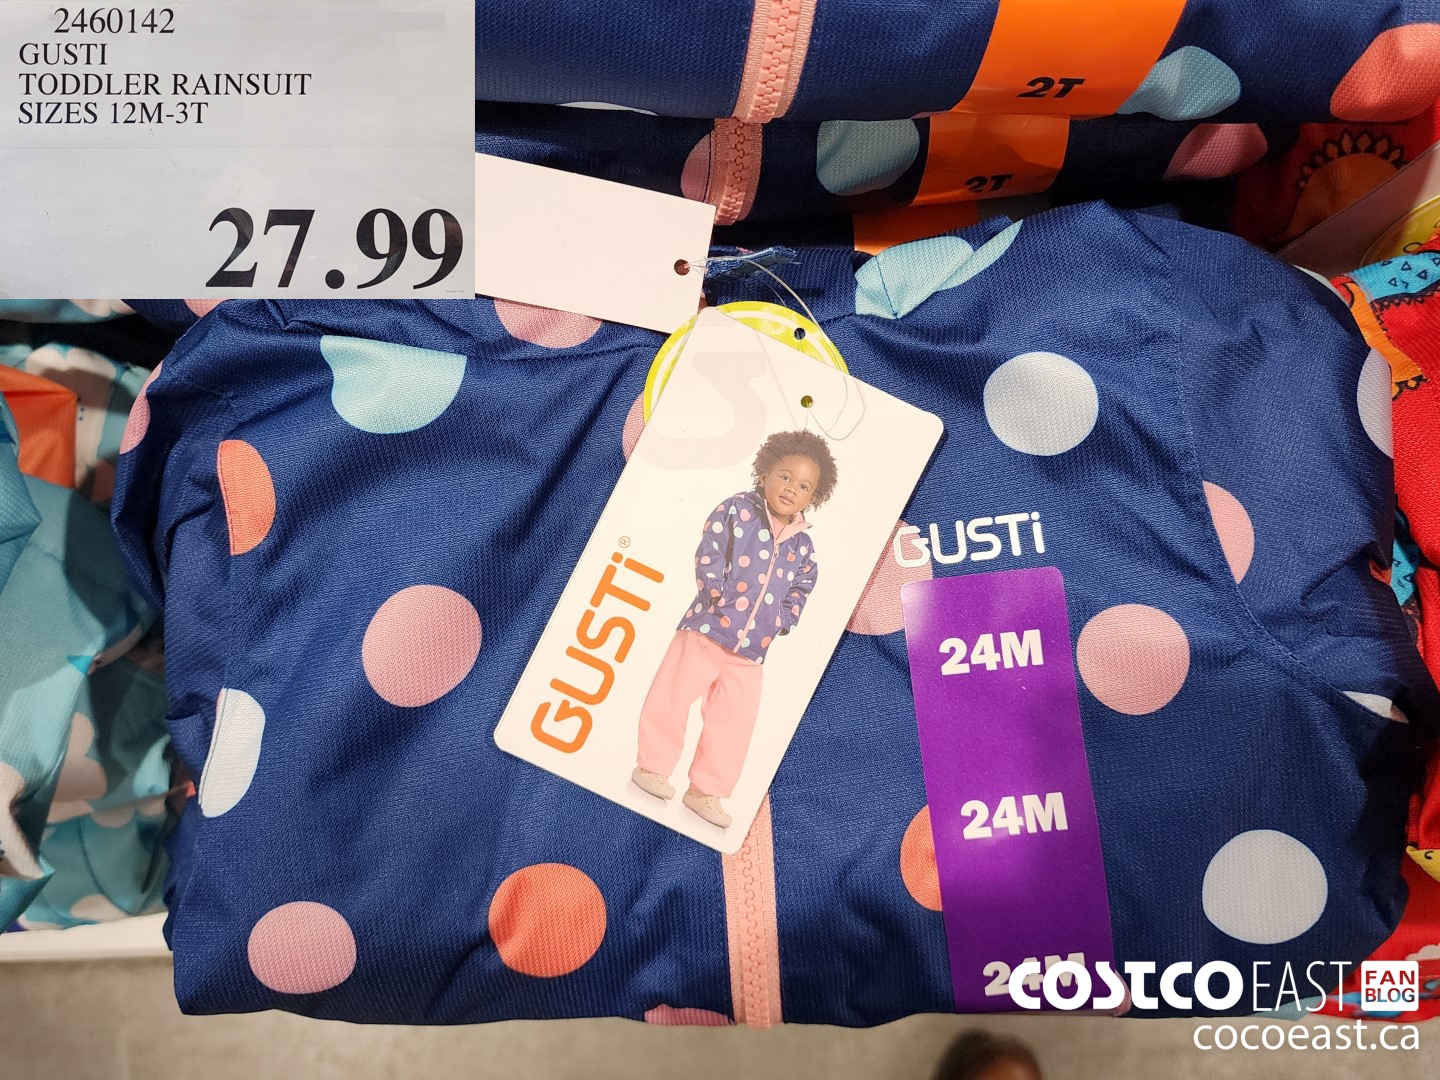 2460142
GUSTI
TODDLER RAINSUIT
SIZES 12M-3T
27.99
2T
2T
GUSTi®
GUSTi
24M
24M
24M
COSTCO EAST FAN BLOG
cocoeast.ca